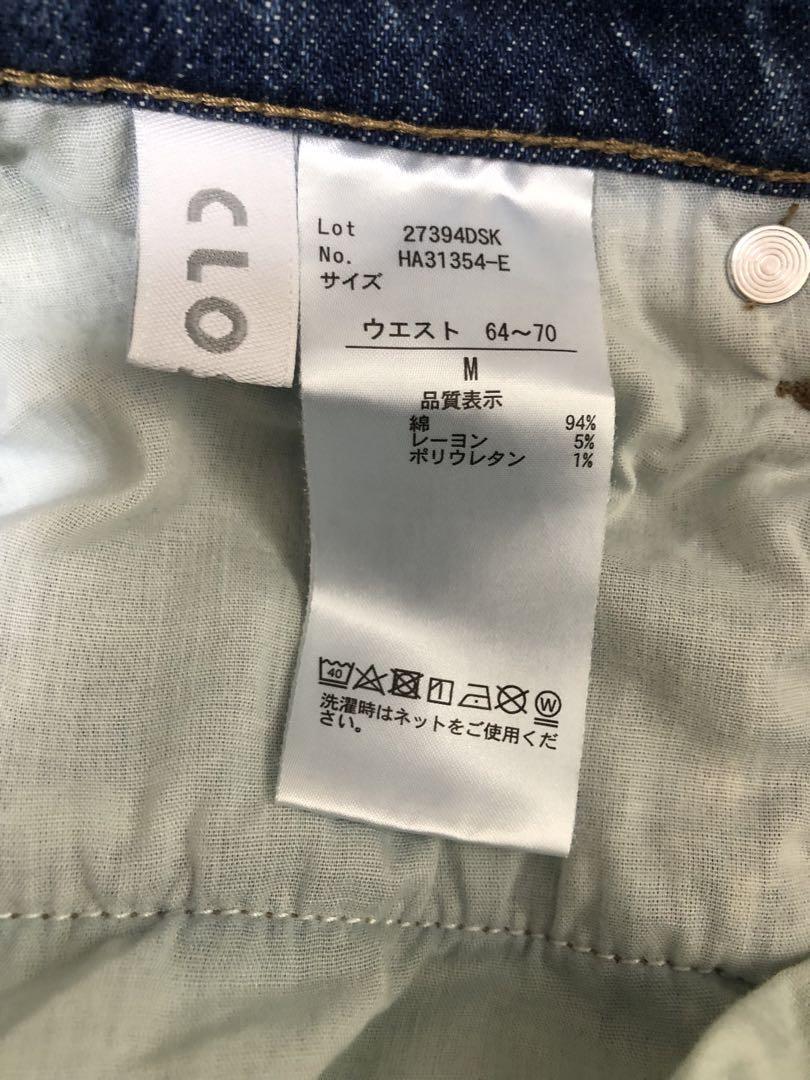 CLO
Lot 27394DSK
No. HA31354-E
サイズ
ウエスト 64～70
M
品質表示
綿 94%
レーヨン 5%
ポリウレタン 1%
40
W
洗濯時はネットをご使用くだ
さい。